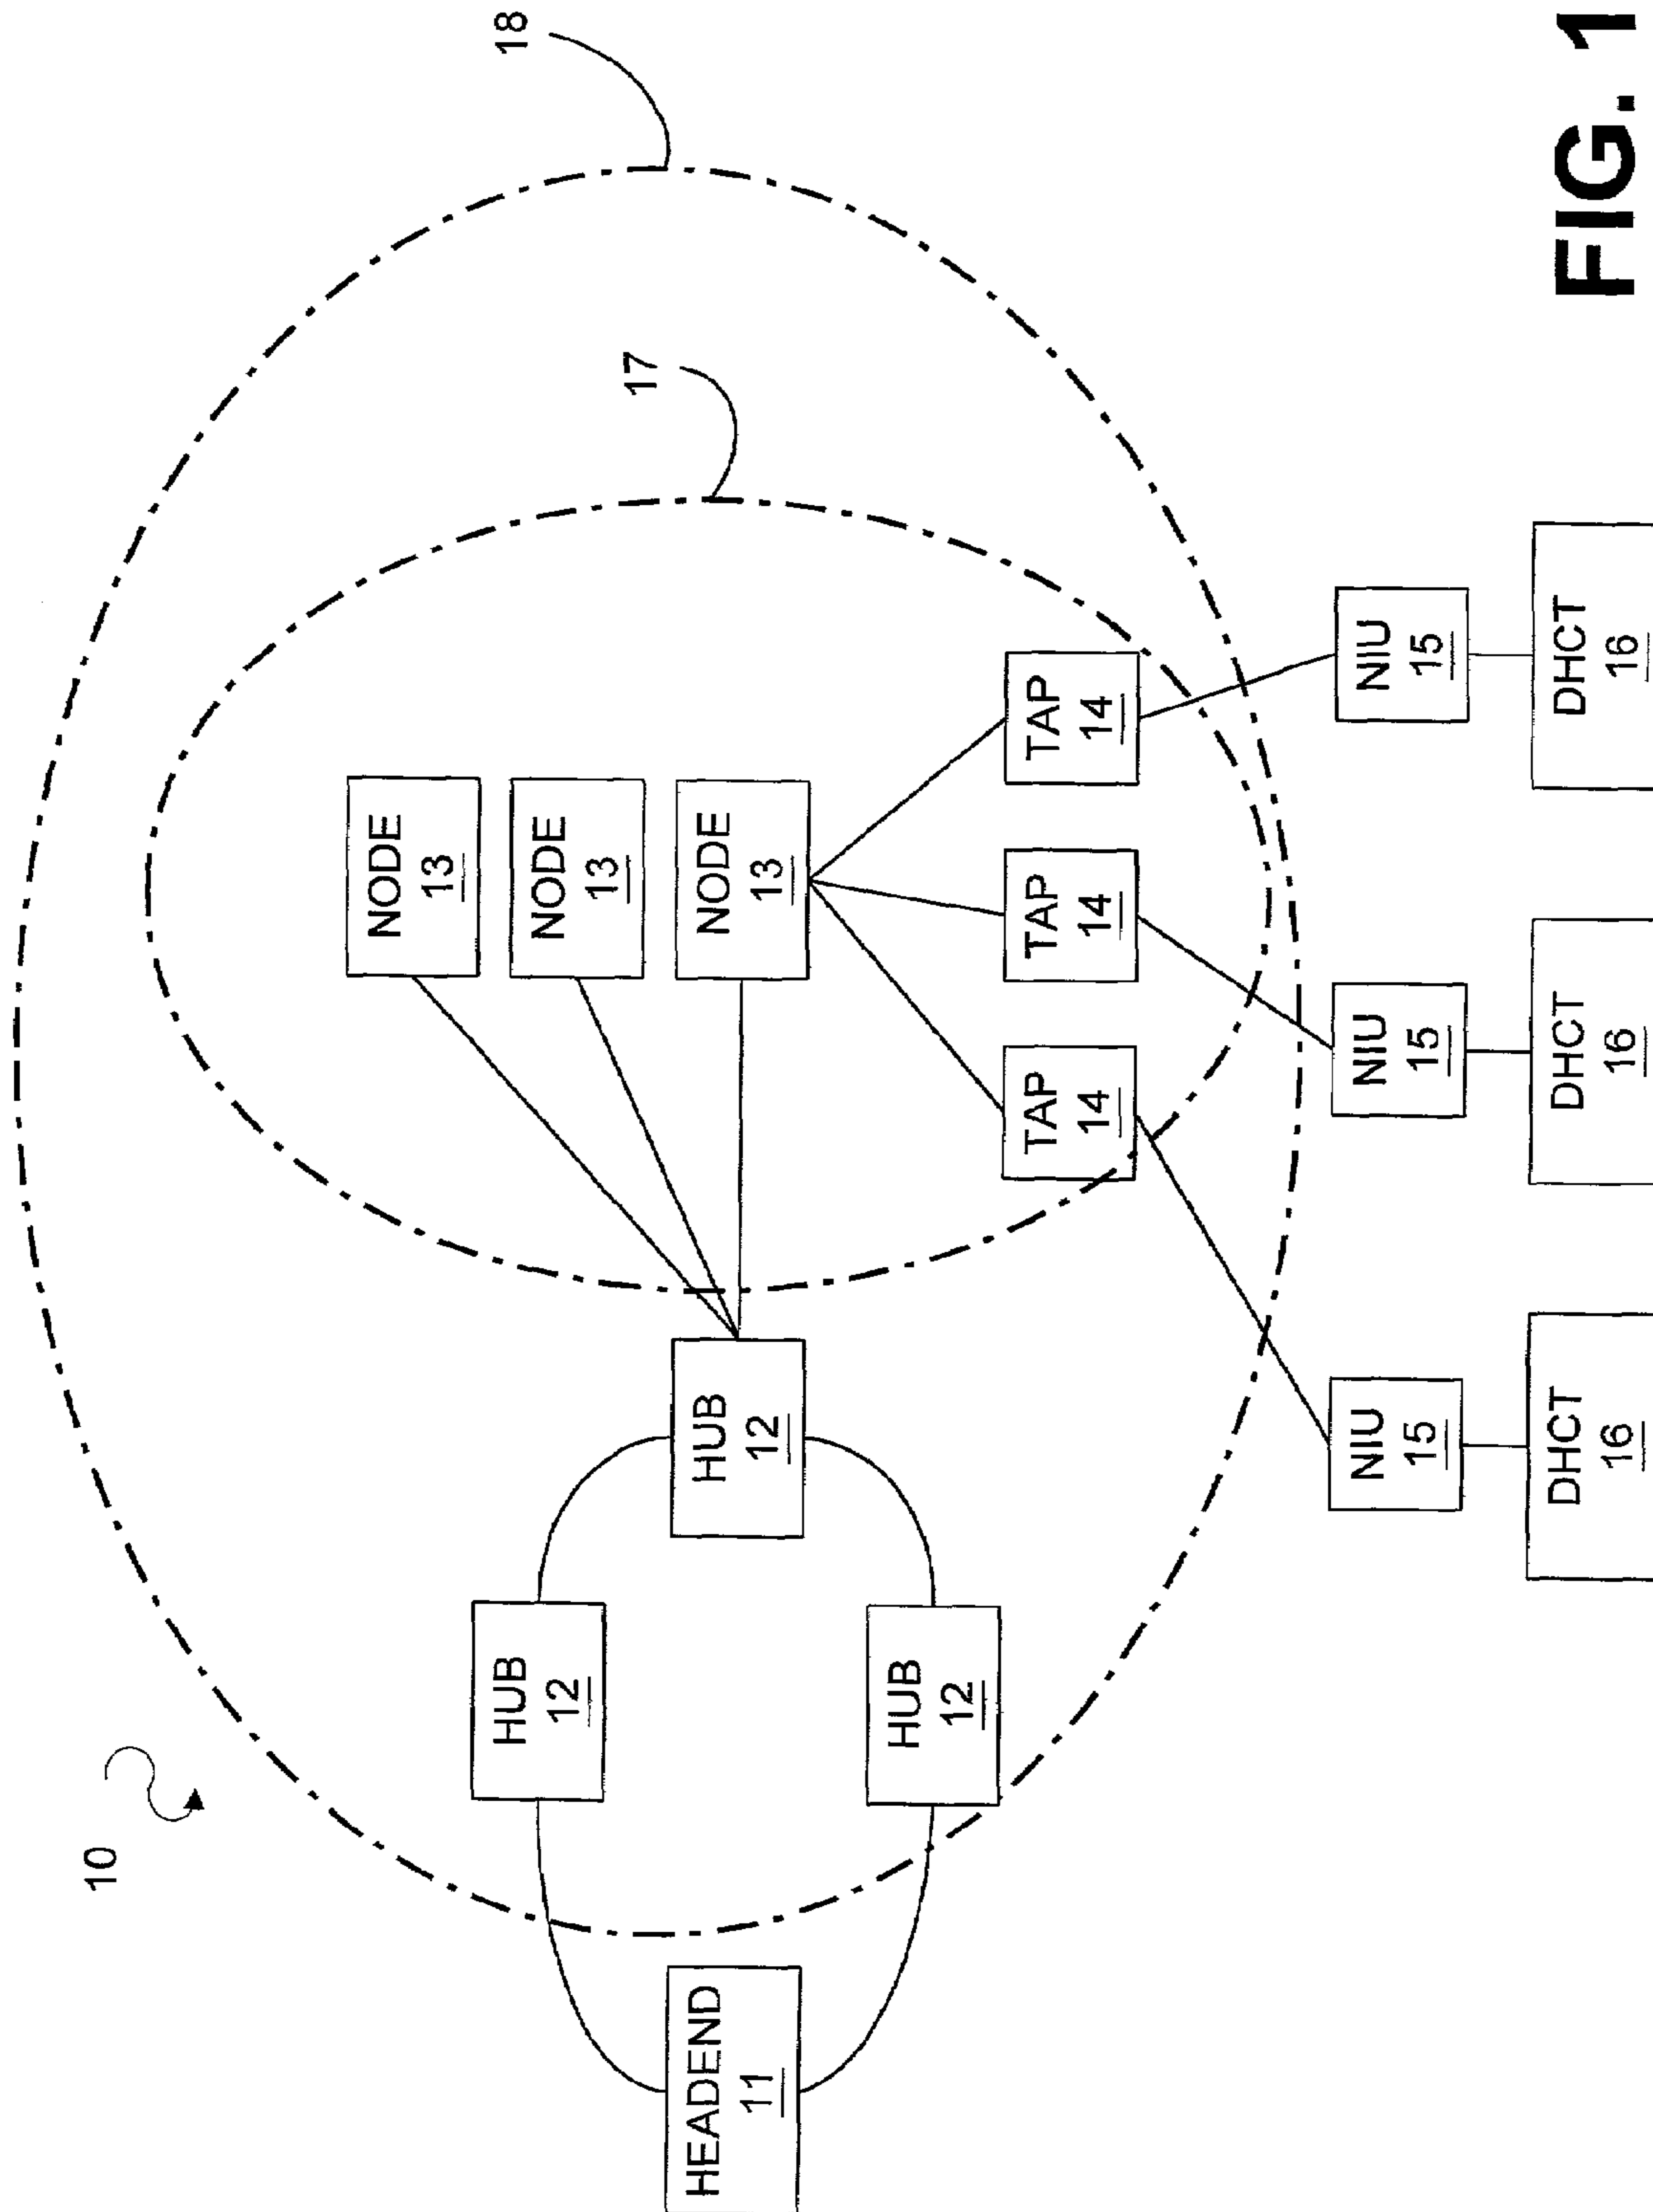 10
18
17
HEADEND
11
HUB
12
HUB
12
HUB
12
NODE
13
NODE
13
NODE
13
TAP
14
TAP
14
TAP
14
NIU
15
NIU
15
NIU
15
DHCT
16
DHCT
16
DHCT
16
FIG. 1